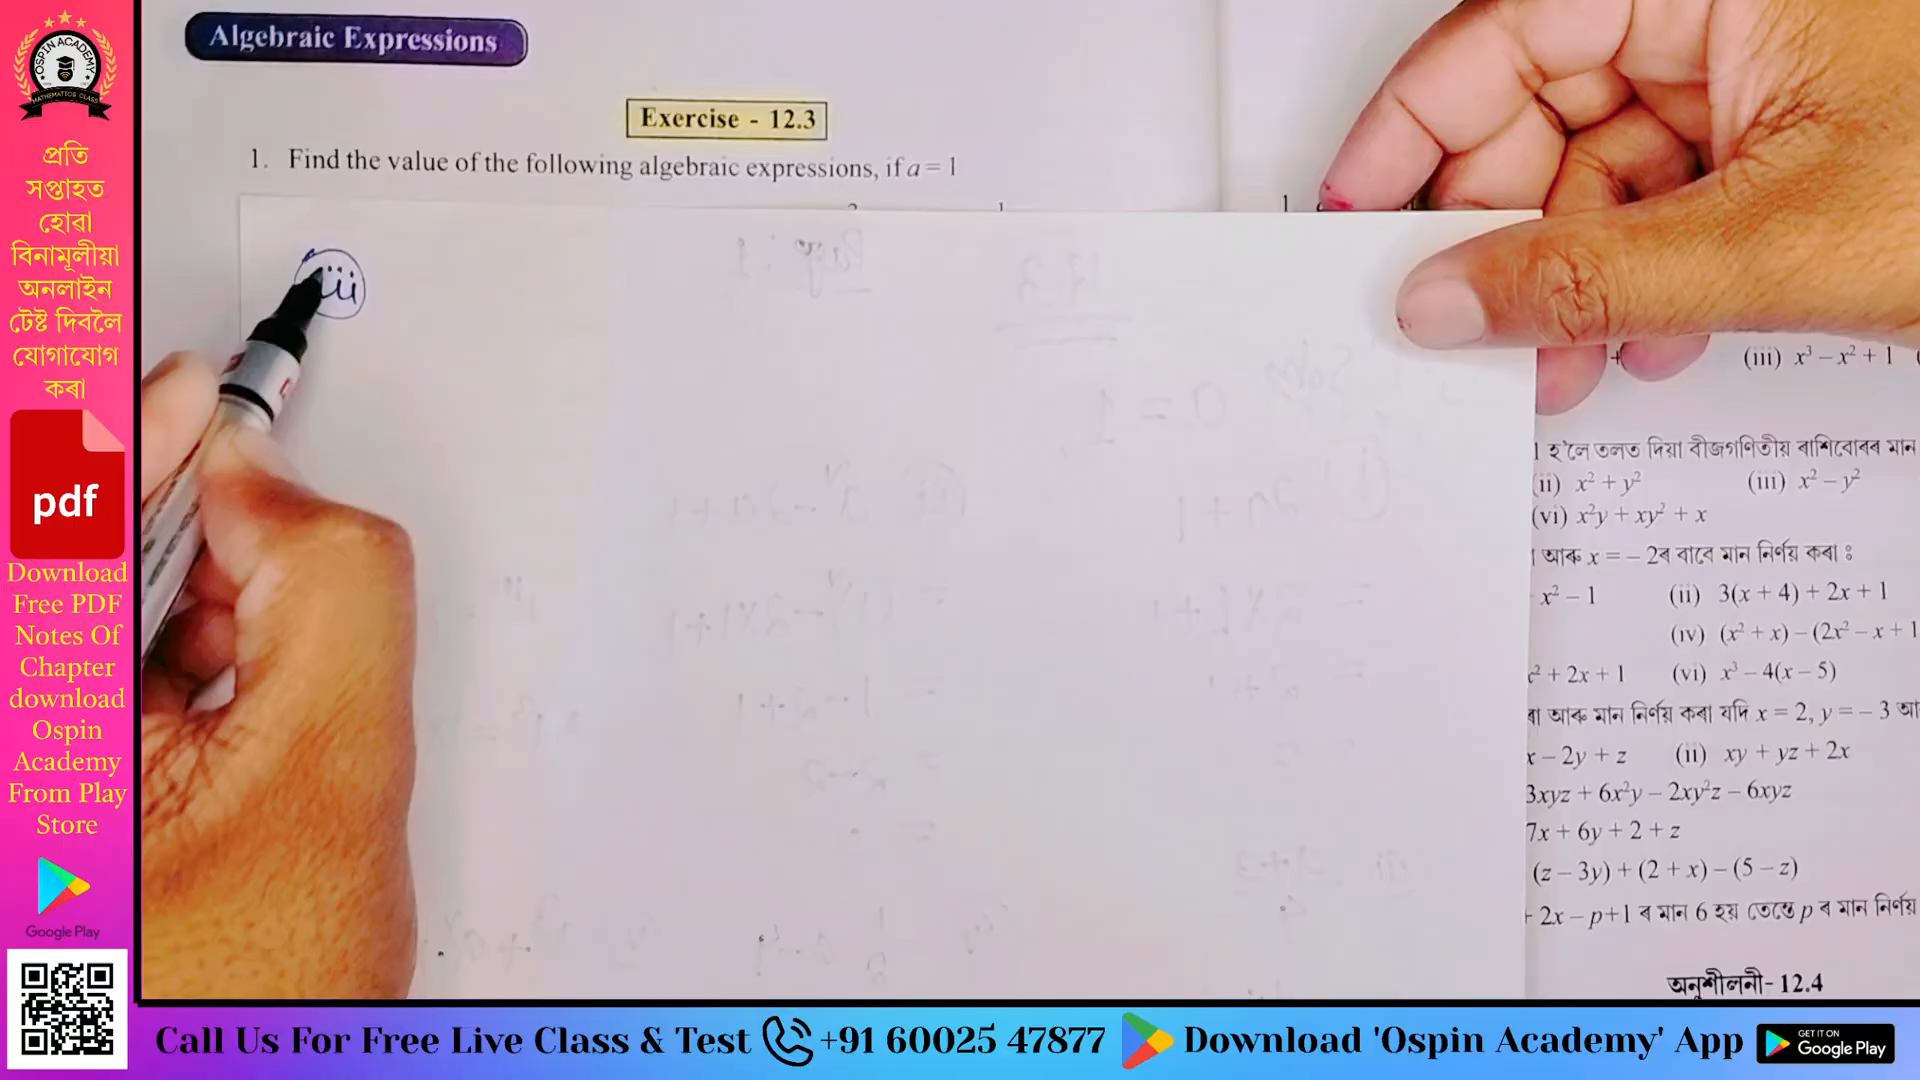 OSPIN ACADEMY
MATHEMATICS CLASS
প্ৰতি
সপ্তাহত
হোৱা
বিনামূলীয়া
অনলাইন
টেষ্ট দিবলৈ
যোগাযোগ
কৰা
pdf
Download
Free PDF
Notes Of
Chapter
download
Ospin
Academy
From Play
Store
Google Play
Algebraic Expressions
Exercise - 12.3
1. Find the value of the following algebraic expressions, if a = 1
iii
(iii) x³ – x² + 1
1 হ'লে তলত দিয়া বীজগণিতীয় ৰাশিবোৰৰ মান
(ii) x² + y² (iii) x² – y²
(vi) x²y + xy² + x
আৰু x = – 2ৰ বাবে মান নিৰ্ণয় কৰা ঃ
x² – 1 (ii) 3(x + 4) + 2x + 1
(iv) (x² + x) – (2x² – x + 1
+ 2x + 1 (vi) x³ – 4(x – 5)
ৰা আৰু মান নিৰ্ণয় কৰা যদি x = 2, y = – 3 আ
x – 2y + z (ii) xy + yz + 2x
3xyz + 6x²y – 2xy²z – 6xyz
7x + 6y + 2 + z
(z – 3y) + (2 + x) – (5 – z)
+ 2x – p+1 ৰ মান 6 হয় তেন্তে p ৰ মান নিৰ্ণয়
অনুশীলনী- 12.4
Call Us For Free Live Class & Test +91 60025 47877 Download 'Ospin Academy' App GET IT ON Google Play